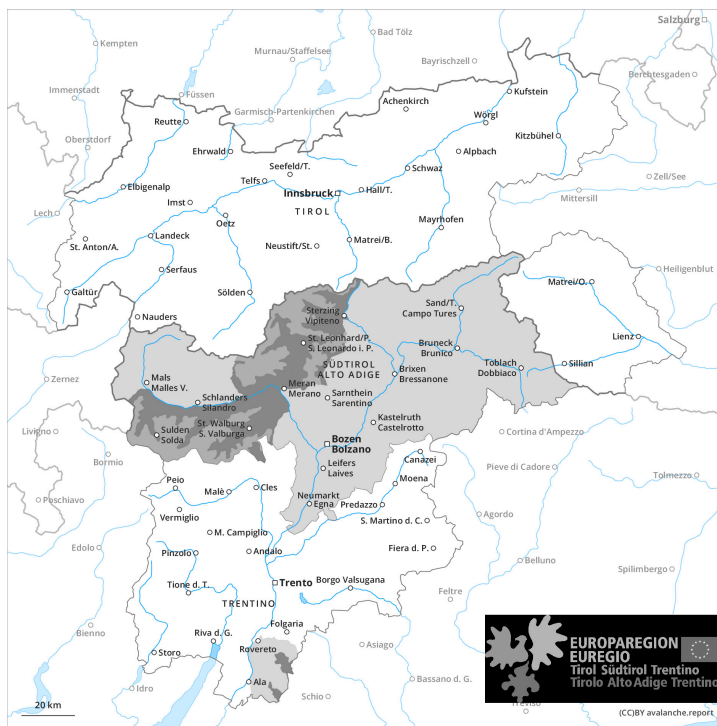 Salzburg
Kempten
Bad Tölz
Murnau/Staffelsee
Bayrischzell
Berchtesgaden
Immenstadt
Füssen
Kufstein
Achenkirch
Garmisch-Partenkirchen
Reutte
Wörgl
Kitzbühel
Oberstdorf
Ehrwald
Alpbach
Seefeld/T.
Schwaz
Zell/See
Telfs
Elbigenalp
Innsbruck
Hall/T.
Mittersill
TIROL
Imst
Lech
Oetz
Mayrhofen
Landeck
St. Anton/A.
Neustift/St.
Matrei/B.
Serfaus
Heiligenblut
Galtür
Sölden
Matrei/O.
Nauders
Sand/T.
Campo Tures
Sterzing
Vipiteno
Lienz
St. Leonhard/P.
S. Leonardo i. P.
Bruneck
Brunico
SÜDTIROL
ALTO ADIGE
Toblach
Dobbiaco
Sillian
Brixen
Bressanone
Zernez
Mals
Malles V.
Meran
Merano
Schlanders
Silandro
Sarnthein
Sarentino
Kastelruth
Castelrotto
St. Walburg
S. Valburga
Livigno
Sulden
Solda
Cortina d'Ampezzo
Bozen
Bolzano
Bormio
Canazei
Leifers
Laives
Pieve di Cadore
Tolmezzo
Peio
Malè
Cles
Moena
Poschiavo
Neumarkt
Egna
Predazzo
Vermiglio
Agordo
S. Martino d. C.
M. Campiglio
Edolo
Pinzolo
Andalo
Fiera d. P.
Belluno
Spilimbergo
Tione d. T.
Trento
Borgo Valsugana
Feltre
TRENTINO
Bienno
Riva d. G.
Folgaria
Storo
Rovereto
Asiago
Idro
Ala
Schio
Bassano d. G.
Treviso
EUROPAREGION
EUREGIO
Tirol Südtirol Trentino
Tirolo Alto Adige Trentino
20 km
(CC)BY avalanche.report